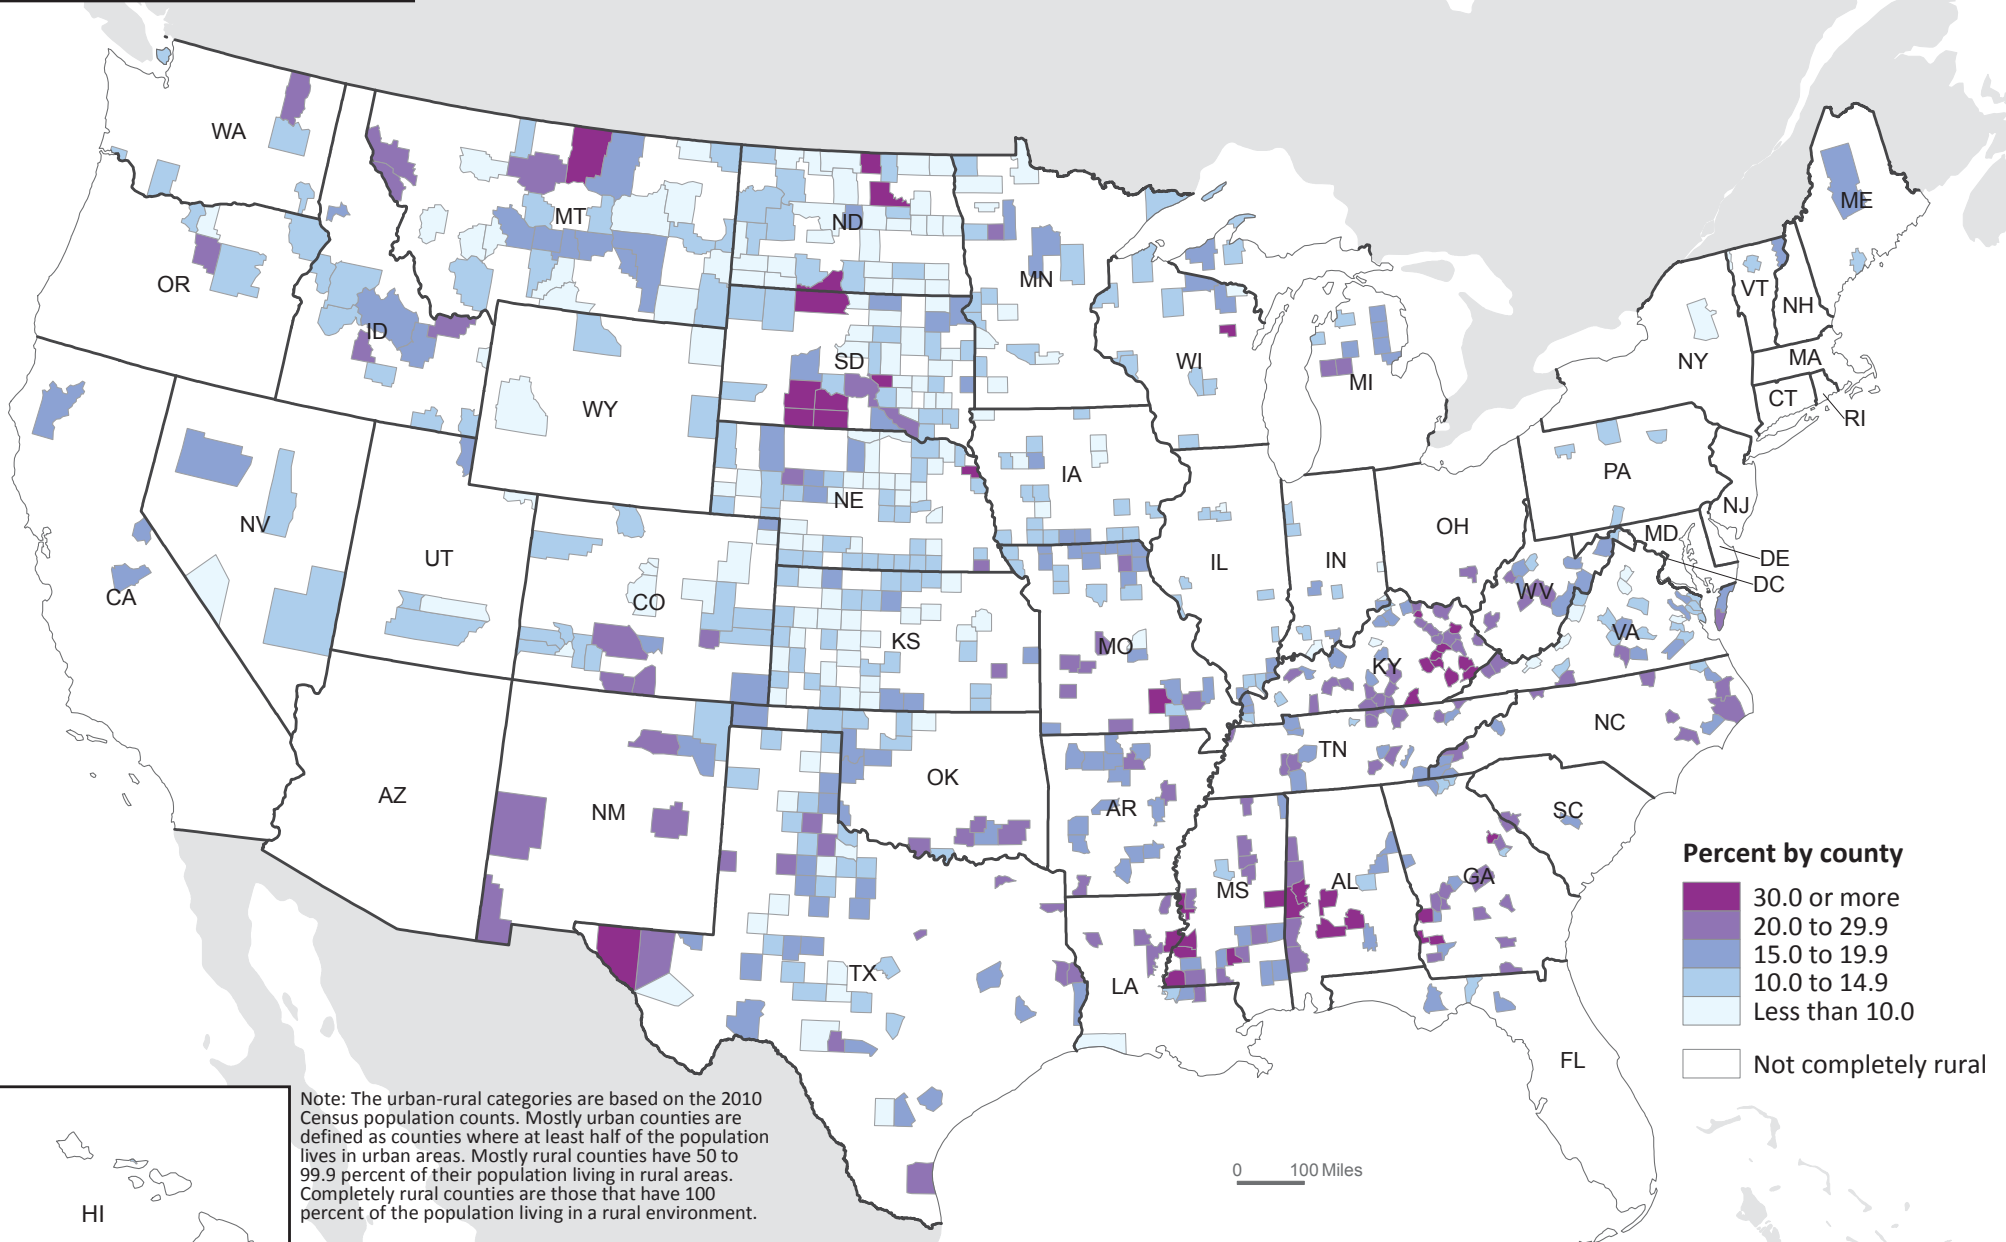 WA
MT
ND
MN
ME
OR
ID
SD
WI
MI
VT
NH
NY
MA
CT
RI
WY
IA
PA
NJ
NE
NV
UT
CO
KS
MO
IL
IN
OH
MD
DE
DC
WV
VA
CA
KY
NC
TN
SC
AZ
NM
OK
AR
MS
AL
GA
TX
LA
FL
HI
Percent by county
30.0 or more
20.0 to 29.9
15.0 to 19.9
10.0 to 14.9
Less than 10.0
Not completely rural
Note: The urban-rural categories are based on the 2010
Census population counts. Mostly urban counties are
defined as counties where at least half of the population
lives in urban areas. Mostly rural counties have 50 to
99.9 percent of their population living in rural areas.
Completely rural counties are those that have 100
percent of the population living in a rural environment.
0 100 Miles